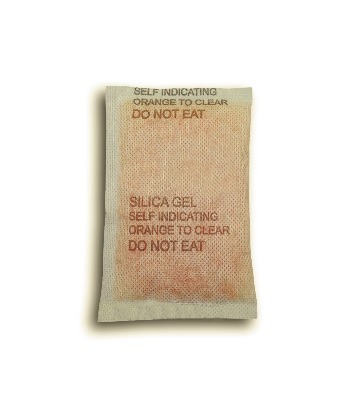 SELF INDICATING
ORANGE TO CLEAR
DO NOT EAT
SILICA GEL
SELF INDICATING
ORANGE TO CLEAR
DO NOT EAT